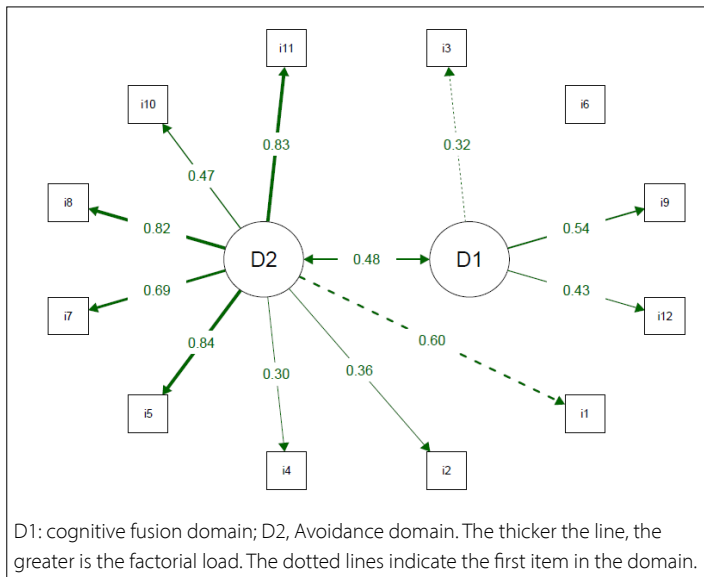 i11
i3
i10
i6
0.83
0.32
0.47
i8
i9
0.82
0.54
D2
0.48
D1
0.69
0.43
i7
i12
0.60
0.84
0.30
0.36
i5
i1
i4
i2
D1: cognitive fusion domain; D2, Avoidance domain. The thicker the line, the
greater is the factorial load. The dotted lines indicate the first item in the domain.